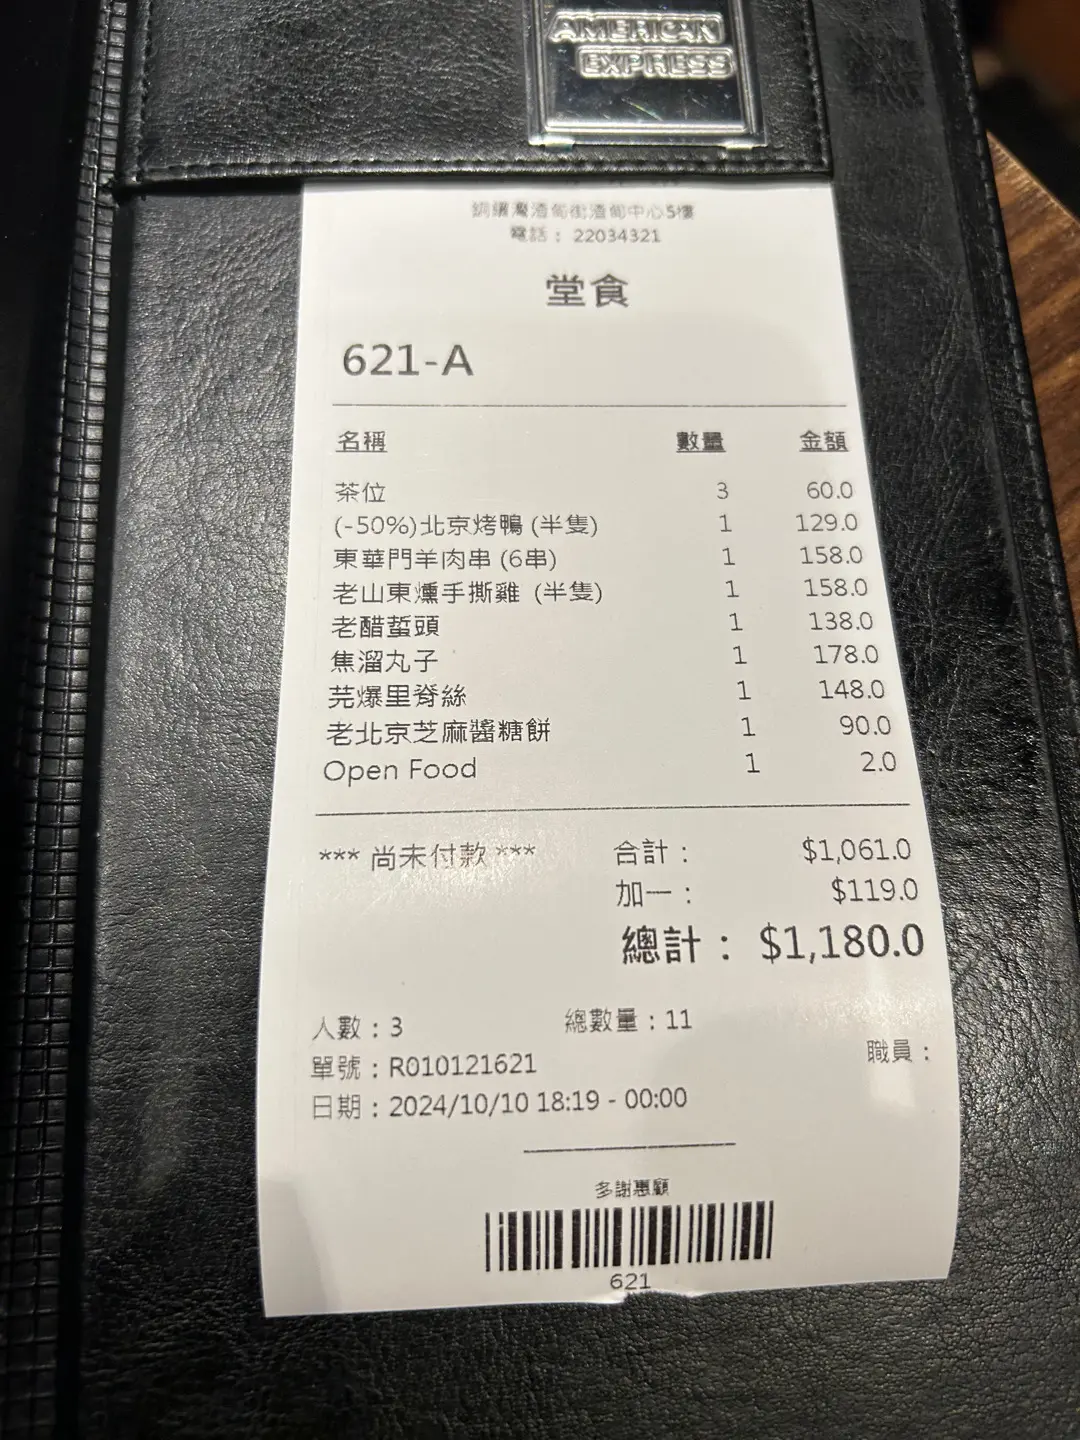 AMERICAN
EXPRESS
銅鑼灣渣甸街渣甸中心5樓
電話： 22034321
堂食
621-A
名稱 數量 金額
茶位 3 60.0
(-50%)北京烤鴨 (半隻) 1 129.0
東華門羊肉串 (6串) 1 158.0
老山東燻手撕雞 (半隻) 1 158.0
老醋蜇頭 1 138.0
焦溜丸子 1 178.0
芫爆里脊絲 1 148.0
老北京芝麻醬糖餅 1 90.0
Open Food 1 2.0
*** 尚未付款 *** 合計： $1,061.0
加一： $119.0
總計： $1,180.0
人數：3 總數量：11
單號：R010121621 職員：
日期：2024/10/10 18:19 - 00:00
多謝惠顧
621